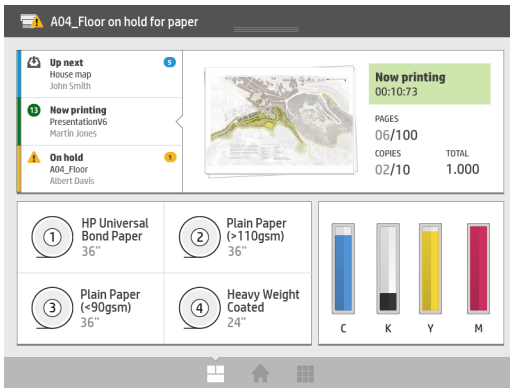 A04_Floor on hold for paper
Up next
5
House map
John Smith
13
Now printing
PresentationV6
Martin Jones
On hold
1
A04_Floor
Albert Davis
Now printing
00:10:73
PAGES
06/100
COPIES
TOTAL
02/10
1.000
1
HP Universal
Bond Paper
36"
2
Plain Paper
(>110gsm)
36"
3
Plain Paper
(<90gsm)
36"
4
Heavy Weight
Coated
24"
C
K
Y
M